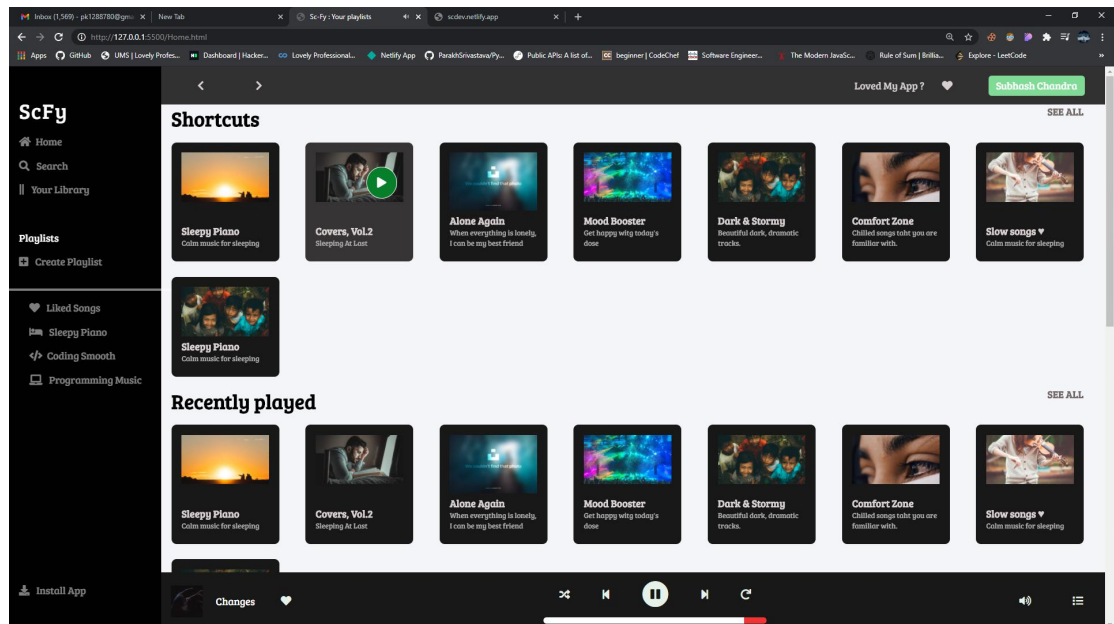 Inbox (1,569) - pk1288780@gma
New Tab
Sc-Fy : Your playlists
scdev.netlify.app
http://127.0.0.1:5500/Home.html
Apps
GitHub
UMS | Lovely Profes...
Dashboard | Hacker...
Lovely Professional...
Netlify App
ParakhSrivastava/Py...
Public APIs: A list of...
beginner | CodeChef
Software Engineer...
The Modern JavaSc...
Rule of Sum | Brillia...
Explore - LeetCode
Loved My App ?
Subhash Chandra
ScFy
Home
Search
Your Library
Playlists
Create Playlist
Liked Songs
Sleepy Piano
Coding Smooth
Programming Music
Install App
Shortcuts
SEE ALL
Sleepy Piano
Calm music for sleeping
Covers, Vol.2
Sleeping At Last
Alone Again
When everything is lonely,
I can be my best friend
Mood Booster
Get happy witg today's
dose
Dark & Stormy
Beautiful dark, dramatic
tracks.
Comfort Zone
Chilled songs taht you are
familiar with.
Slow songs ♥
Calm music for sleeping
Sleepy Piano
Calm music for sleeping
Recently played
SEE ALL
Sleepy Piano
Calm music for sleeping
Covers, Vol.2
Sleeping At Last
Alone Again
When everything is lonely,
I can be my best friend
Mood Booster
Get happy witg today's
dose
Dark & Stormy
Beautiful dark, dramatic
tracks.
Comfort Zone
Chilled songs taht you are
familiar with.
Slow songs ♥
Calm music for sleeping
Changes